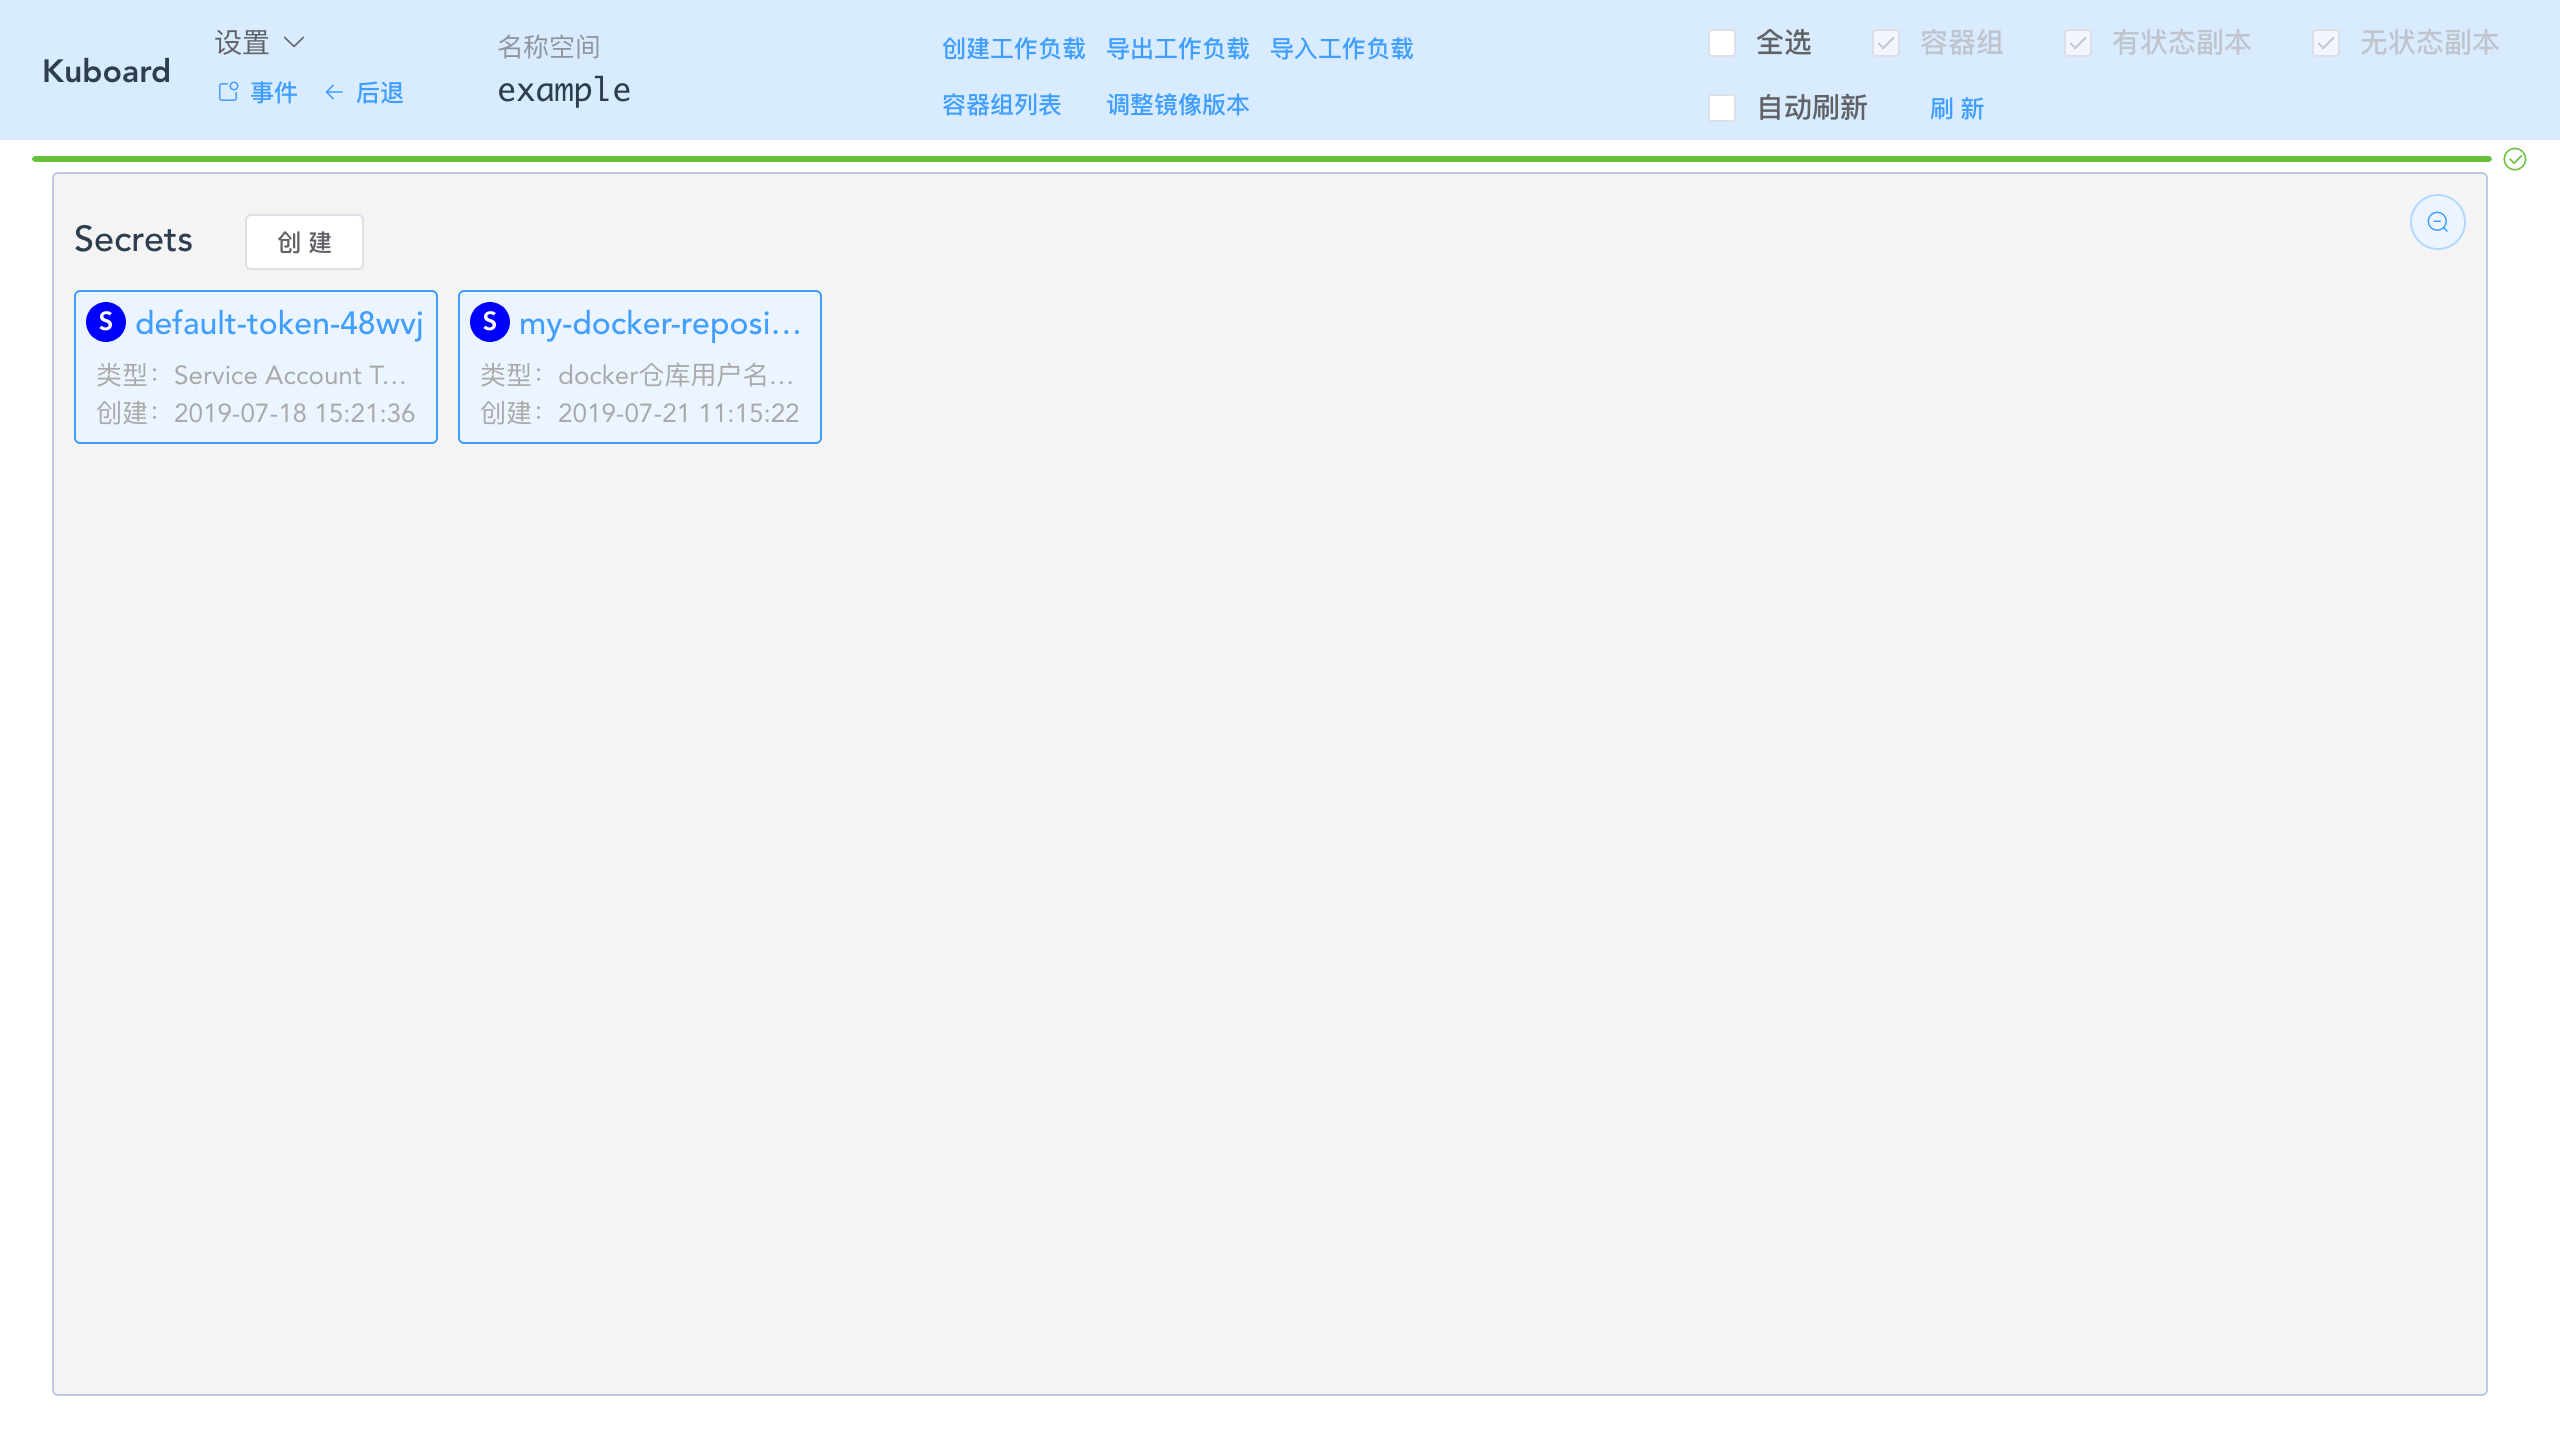 Kuboard
设置
事件 后退
名称空间
example
创建工作负载 导出工作负载 导入工作负载
容器组列表 调整镜像版本
全选 容器组 有状态副本 无状态副本
自动刷新 刷 新
Secrets 创 建
S default-token-48wvj
类型：Service Account T...
创建：2019-07-18 15:21:36
S my-docker-reposi...
类型：docker仓库用户名...
创建：2019-07-21 11:15:22